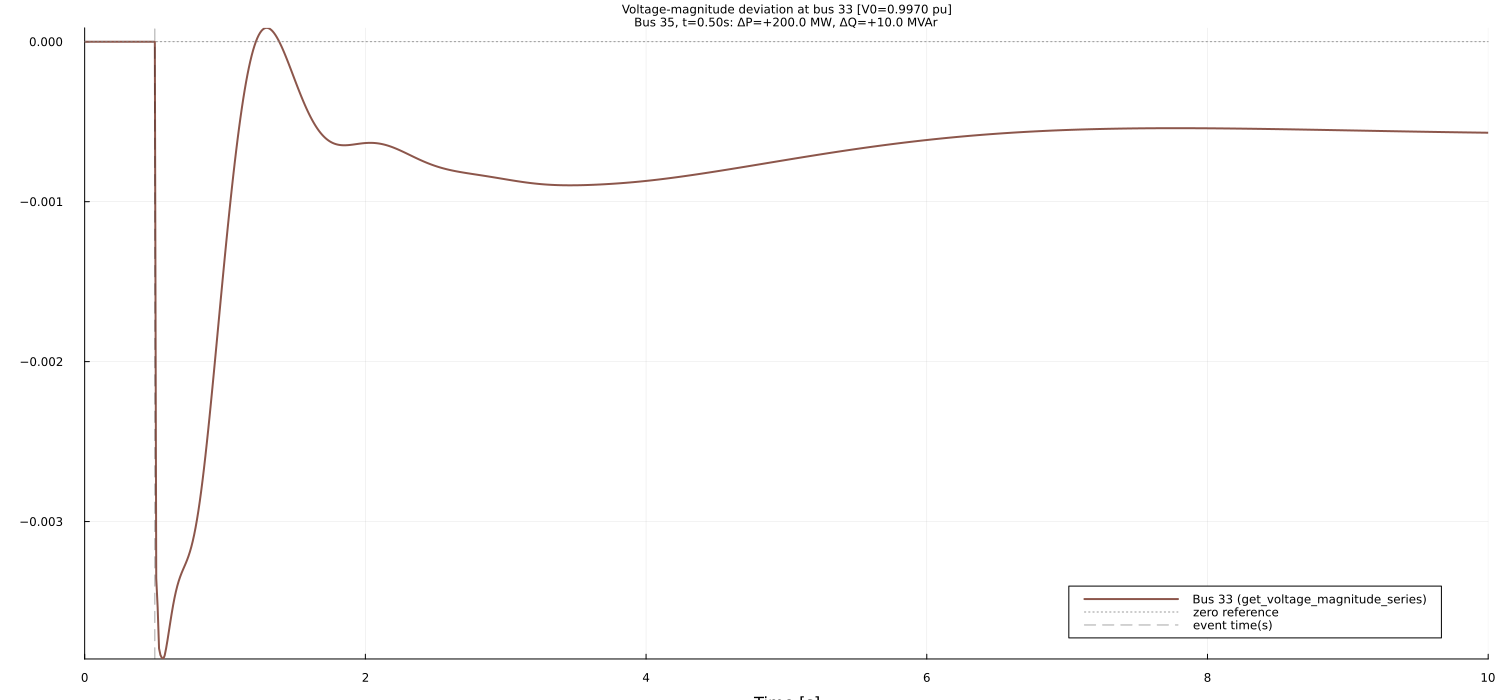 Voltage-magnitude deviation at bus 33 [V0=0.9970 pu]
Bus 35, t=0.50s: ΔP=+200.0 MW, ΔQ=+10.0 MVAr
0.000
−0.001
−0.002
−0.003
Bus 33 (get_voltage_magnitude_series)
zero reference
event time(s)
0 2 4 6 8 10
Time [s]